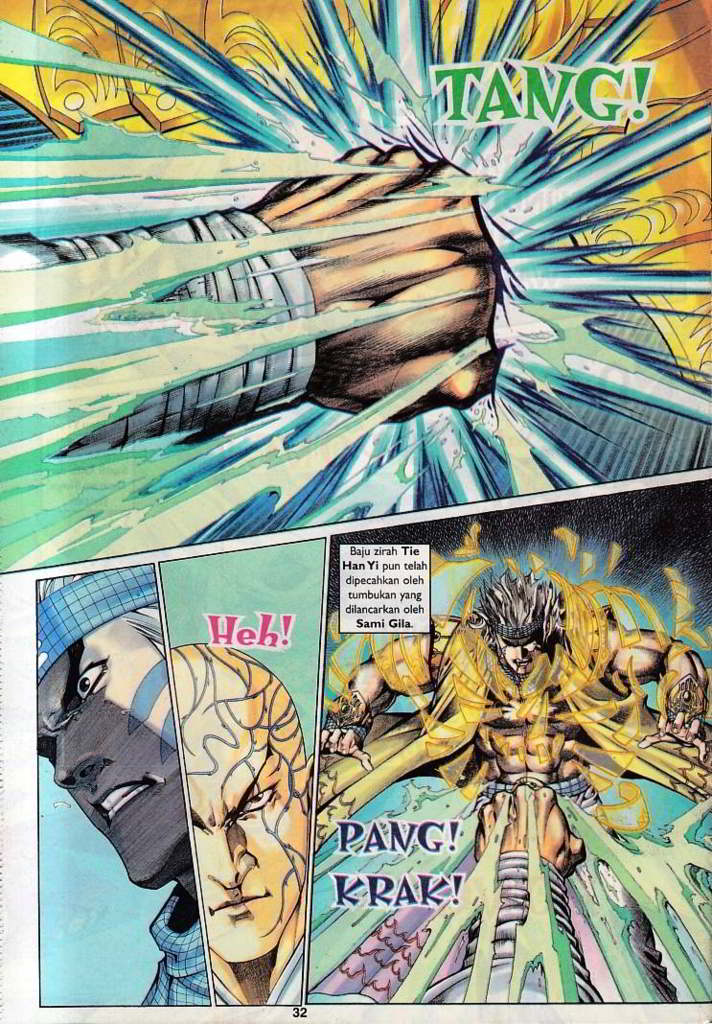 TANG!
Heh!
Baju zirah Tie
Han Yi pun telah
dipecahkan oleh
tumbukan yang
dilancarkan oleh
Sami Gila.
PANG!
KRAK!
32